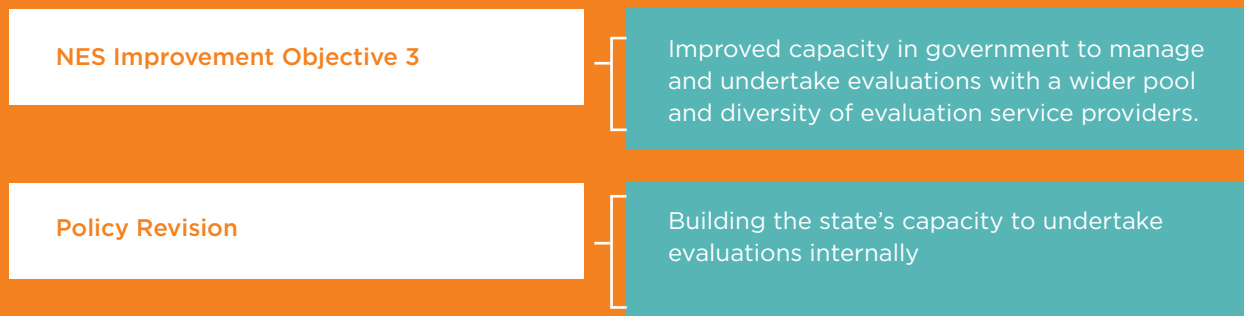 NES Improvement Objective 3
Improved capacity in government to manage
and undertake evaluations with a wider pool
and diversity of evaluation service providers.
Policy Revision
Building the state’s capacity to undertake
evaluations internally